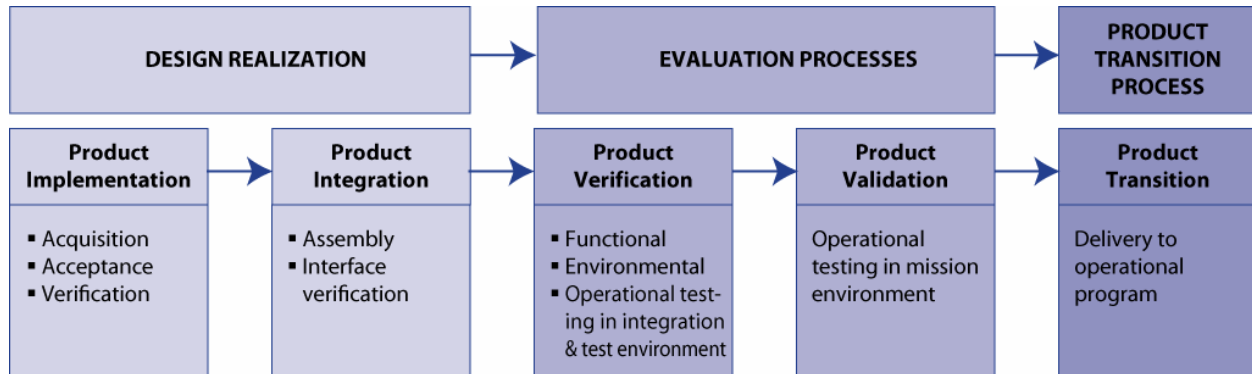 DESIGN REALIZATION
EVALUATION PROCESSES
PRODUCT
TRANSITION
PROCESS
Product
Implementation
▪ Acquisition
▪ Acceptance
▪ Verification
Product
Integration
▪ Assembly
▪ Interface
verification
Product
Verification
▪ Functional
▪ Environmental
▪ Operational test-
ing in integration
& test environment
Product
Validation
Operational
testing in mission
environment
Product
Transition
Delivery to
operational
program